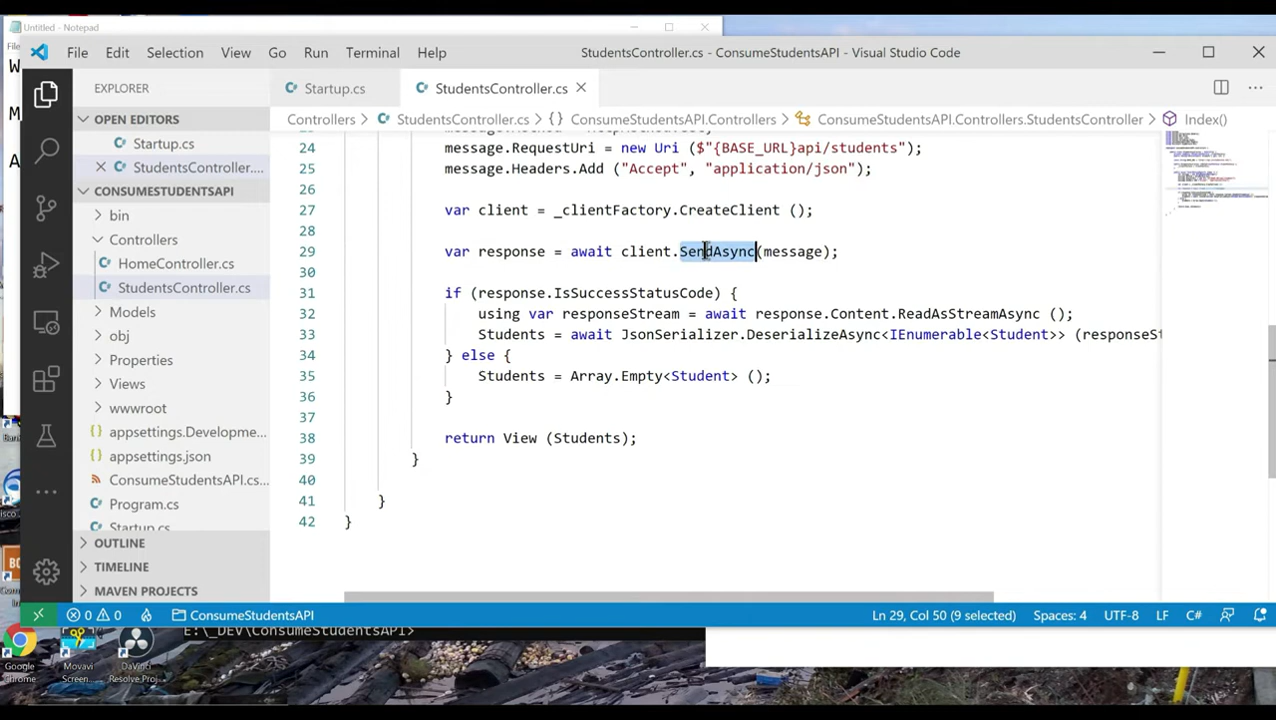 Untitled - Notepad
File
W
M
A
File Edit Selection View Go Run Terminal Help
StudentsController.cs - ConsumeStudentsAPI - Visual Studio Code
EXPLORER
OPEN EDITORS
Startup.cs
StudentsController....
CONSUMESTUDENTSAPI
bin
Controllers
HomeController.cs
StudentsController.cs
Models
obj
Properties
Views
wwwroot
appsettings.Developme...
appsettings.json
ConsumeStudentsAPI.cs...
Program.cs
Startup.cs
OUTLINE
TIMELINE
MAVEN PROJECTS
Startup.cs
StudentsController.cs
Controllers > StudentsController.cs > {} ConsumeStudentsAPI.Controllers > ConsumeStudentsAPI.Controllers.StudentsController > Index()
24 message.RequestUri = new Uri ($"{BASE_URL}api/students");
25 message.Headers.Add ("Accept", "application/json");
26
27 var client = _clientFactory.CreateClient ();
28
29 var response = await client.SendAsync(message);
30
31 if (response.IsSuccessStatusCode) {
32 using var responseStream = await response.Content.ReadAsStreamAsync ();
33 Students = await JsonSerializer.DeserializeAsync<IEnumerable<Student>> (responseSt
34 } else {
35 Students = Array.Empty<Student> ();
36 }
37
38 return View (Students);
39 }
40
41 }
42 }
0 0 ConsumeStudentsAPI
Ln 29, Col 50 (9 selected) Spaces: 4 UTF-8 LF C#
E:\_DEV\ConsumeStudentsAPI>
Google Chrome
Movavi Screen...
DaVinci Resolve Proj...